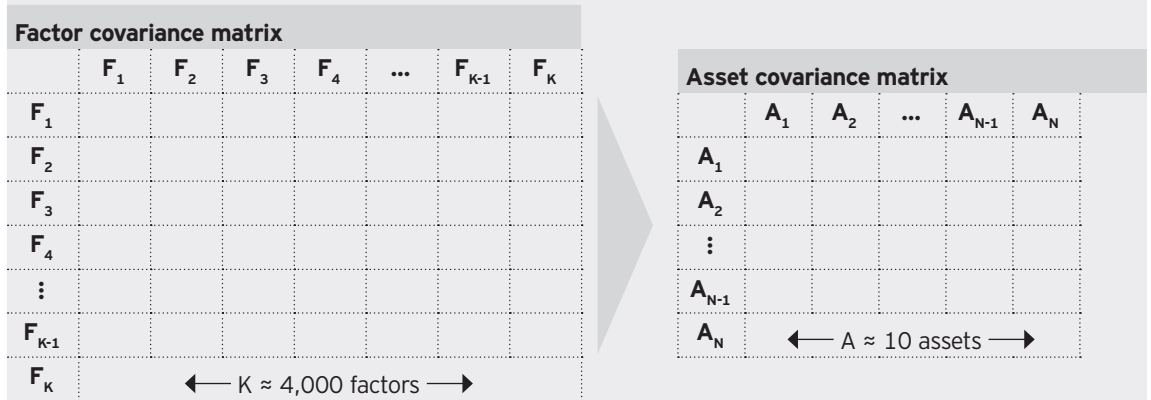 Factor covariance matrix
F1 F2 F3 F4 ... FK-1 FK
F1
F2
F3
F4
⋮
FK-1
FK K ≈ 4,000 factors
Asset covariance matrix
A1 A2 ... AN-1 AN
A1
A2
⋮
AN-1
AN A ≈ 10 assets